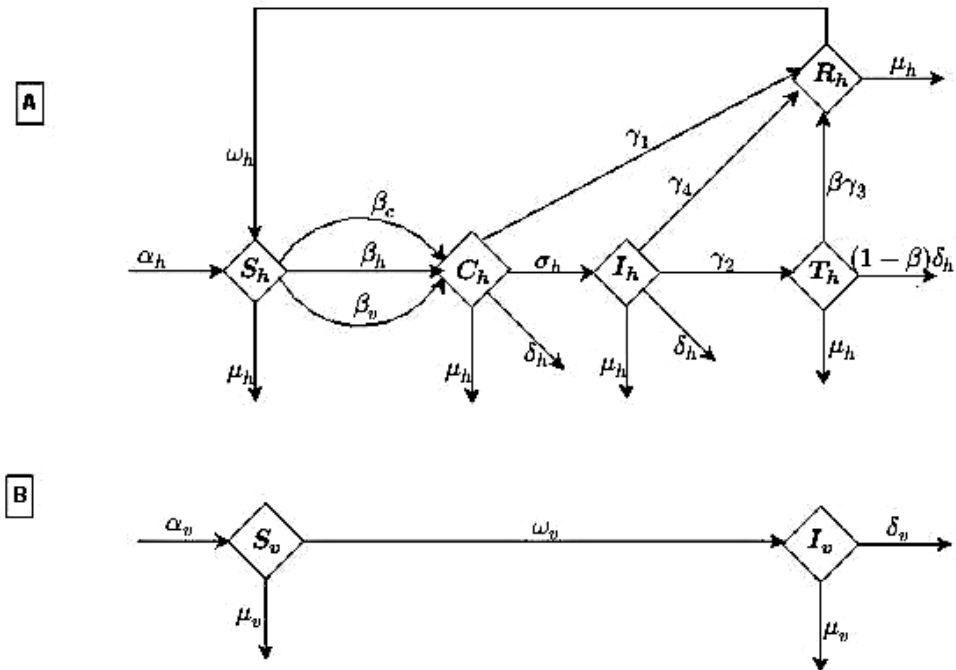 A
R_h
μ_h
γ_1
ω_h
γ_4
βγ_3
β_c
α_h
S_h
β_h
C_h
σ_h
I_h
γ_2
T_h
(1 − β)δ_h
β_v
μ_h
μ_h
δ_h
μ_h
δ_h
μ_h
B
α_v
S_v
ω_v
I_v
δ_v
μ_v
μ_v